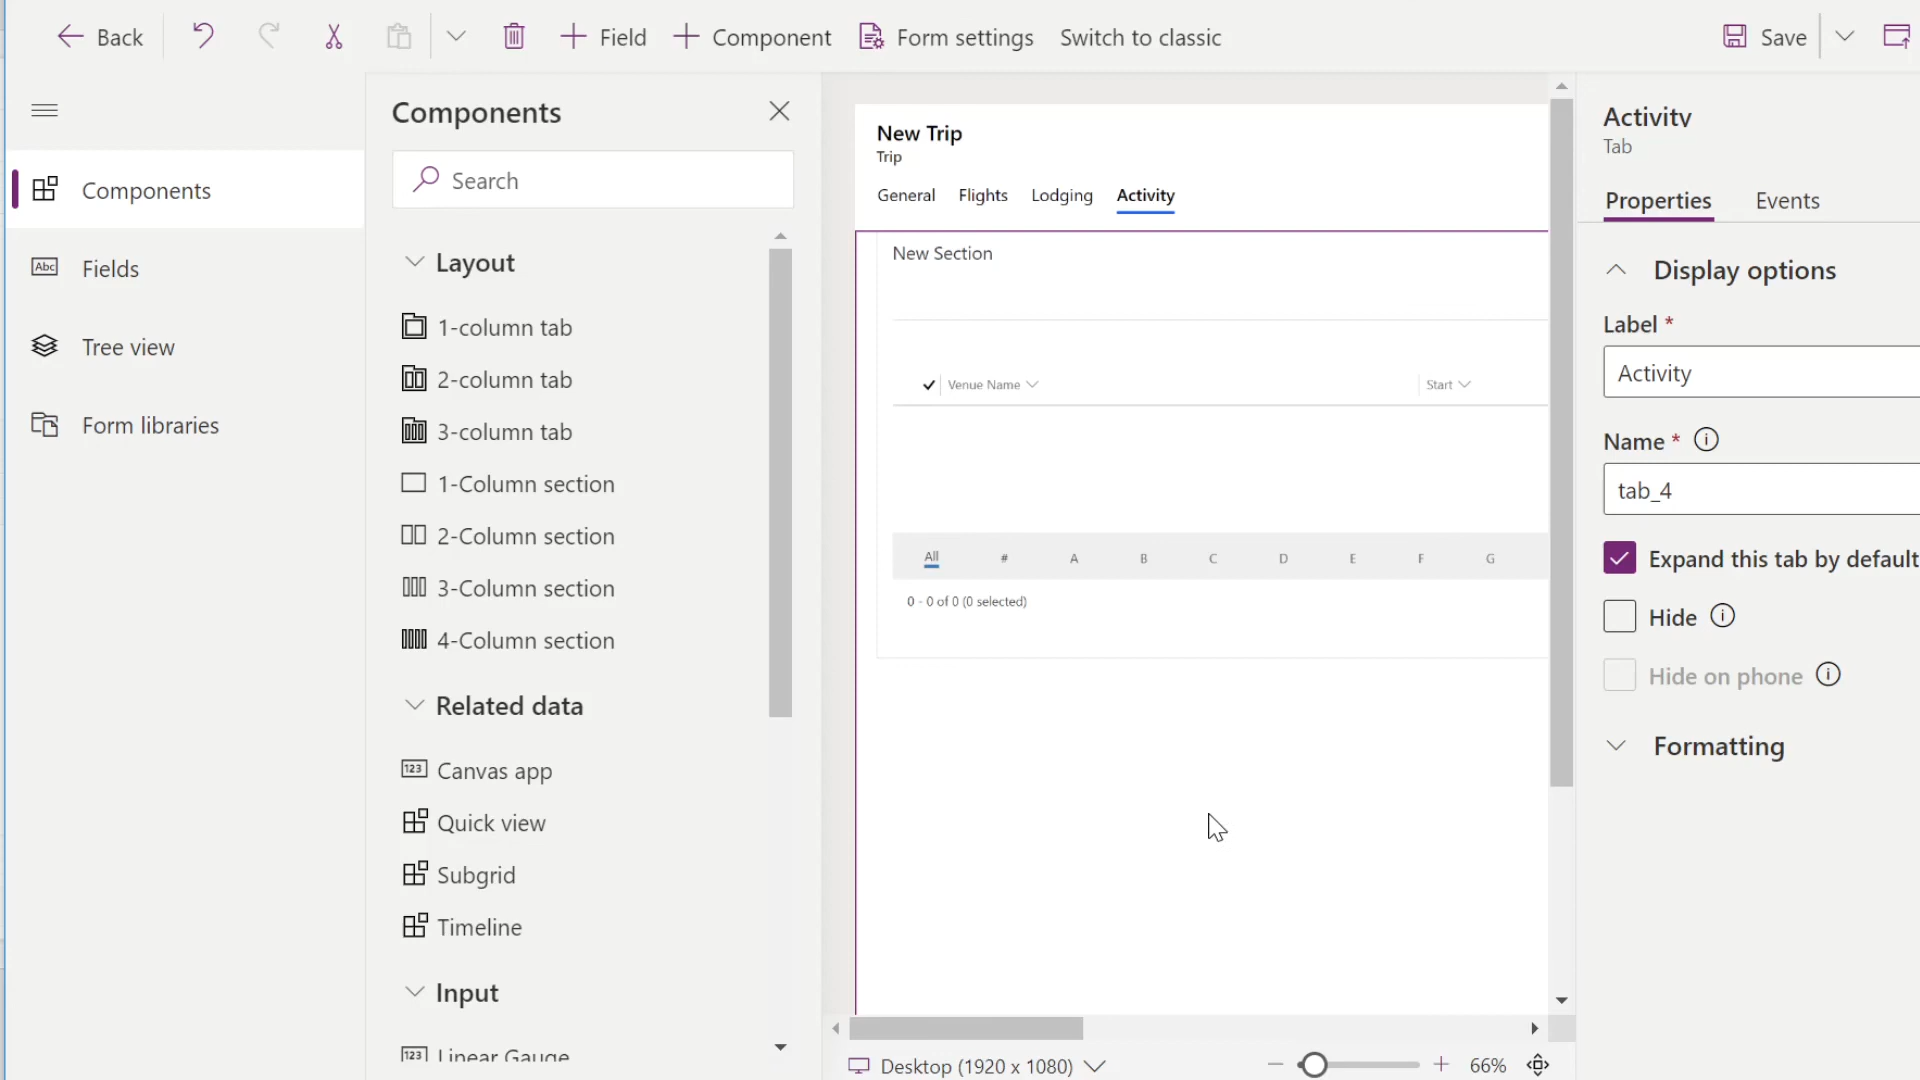 Back
Field
Component
Form settings
Switch to classic
Save
Components
Abc Fields
Tree view
Form libraries
Components
Search
Layout
1-column tab
2-column tab
3-column tab
1-Column section
2-Column section
3-Column section
4-Column section
Related data
123 Canvas app
Quick view
Subgrid
Timeline
Input
123 Linear Gauge
New Trip
Trip
General Flights Lodging Activity
New Section
Venue Name Start
All # A B C D E F G
0 - 0 of 0 (0 selected)
Desktop (1920 x 1080)
66%
Activity
Tab
Properties Events
Display options
Label *
Activity
Name *
tab_4
Expand this tab by default
Hide
Hide on phone
Formatting